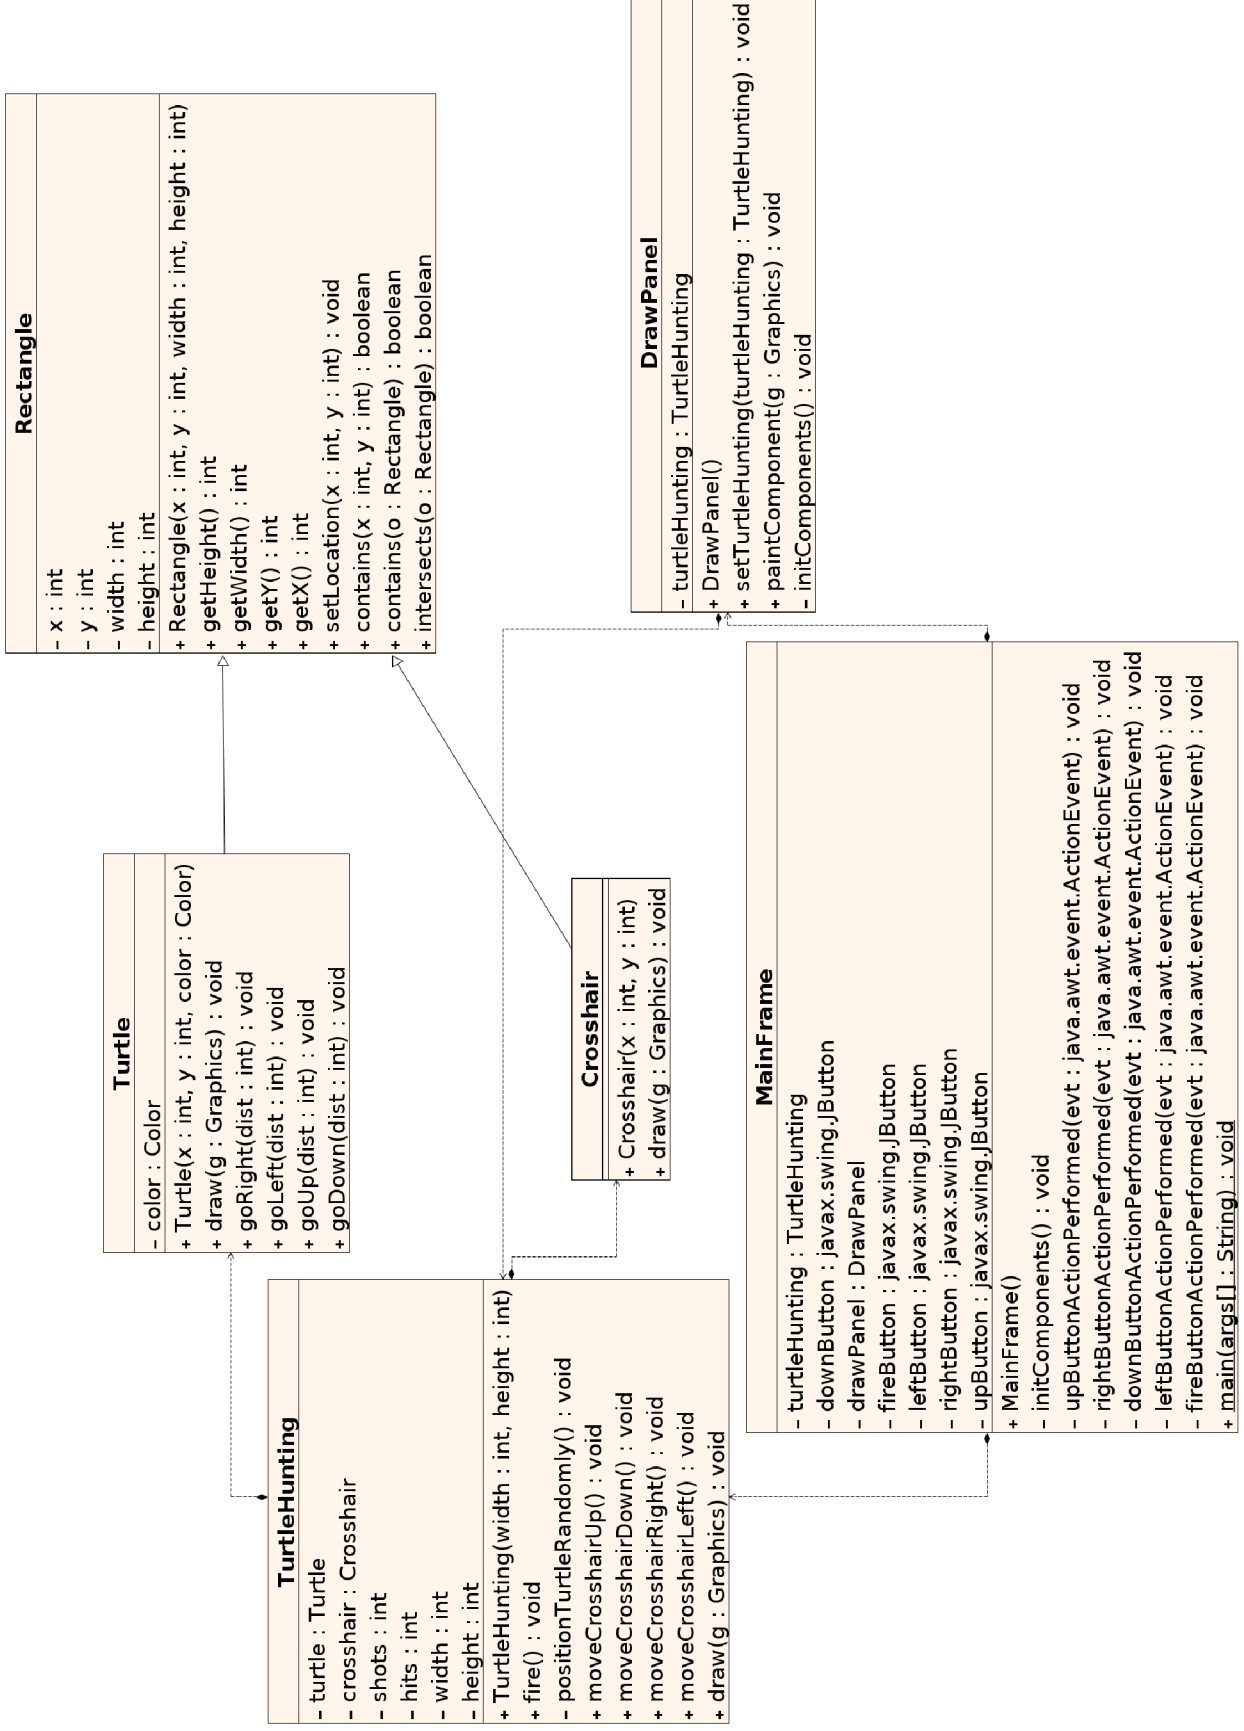 Rectangle
– x : int
– y : int
– width : int
– height : int
+ Rectangle(x : int, y : int, width : int, height : int)
+ getHeight() : int
+ getWidth() : int
+ getY() : int
+ getX() : int
+ setLocation(x : int, y : int) : void
+ contains(x : int, y : int) : boolean
+ contains(o : Rectangle) : boolean
+ intersects(o : Rectangle) : boolean
Turtle
– color : Color
+ Turtle(x : int, y : int, color : Color)
+ draw(g : Graphics) : void
+ goRight(dist : int) : void
+ goLeft(dist : int) : void
+ goUp(dist : int) : void
+ goDown(dist : int) : void
TurtleHunting
– turtle : Turtle
– crosshair : Crosshair
– shots : int
– hits : int
– width : int
– height : int
+ TurtleHunting(width : int, height : int)
+ fire() : void
– positionTurtleRandomly() : void
+ moveCrosshairUp() : void
+ moveCrosshairDown() : void
+ moveCrosshairRight() : void
+ moveCrosshairLeft() : void
+ draw(g : Graphics) : void
Crosshair
+ Crosshair(x : int, y : int)
+ draw(g : Graphics) : void
DrawPanel
– turtleHunting : TurtleHunting
+ DrawPanel()
+ setTurtleHunting(turtleHunting : TurtleHunting) : void
+ paintComponent(g : Graphics) : void
– initComponents() : void
MainFrame
– turtleHunting : TurtleHunting
– downButton : javax.swing.JButton
– drawPanel : DrawPanel
– fireButton : javax.swing.JButton
– leftButton : javax.swing.JButton
– rightButton : javax.swing.JButton
– upButton : javax.swing.JButton
+ MainFrame()
– initComponents() : void
– upButtonActionPerformed(evt : java.awt.event.ActionEvent) : void
– rightButtonActionPerformed(evt : java.awt.event.ActionEvent) : void
– downButtonActionPerformed(evt : java.awt.event.ActionEvent) : void
– leftButtonActionPerformed(evt : java.awt.event.ActionEvent) : void
– fireButtonActionPerformed(evt : java.awt.event.ActionEvent) : void
+ main(args[] : String) : void